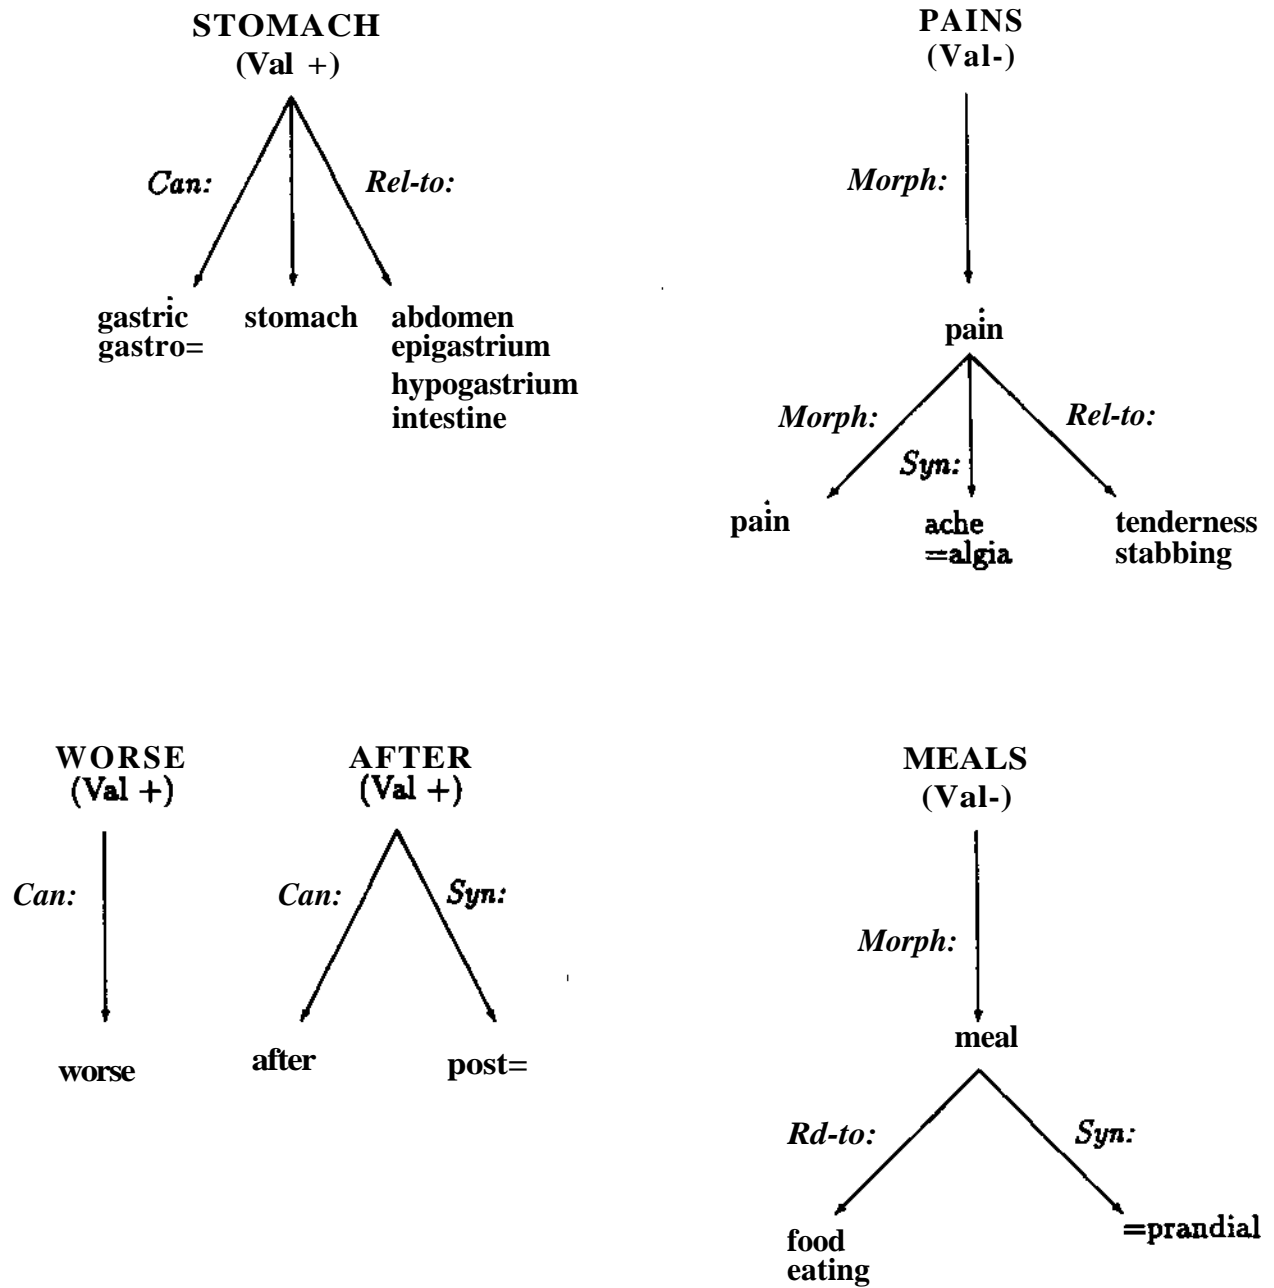 STOMACH
(Val +)
Can:
Rel-to:
gastric
gastro=
stomach
abdomen
epigastrium
hypogastrium
intestine
PAINS
(Val-)
Morph:
pain
Morph:
Syn:
Rel-to:
pain
ache
=algia
tenderness
stabbing
WORSE
(Val +)
Can:
worse
AFTER
(Val +)
Can:
Syn:
after
post=
MEALS
(Val-)
Morph:
meal
Rd-to:
Syn:
food
eating
=prandial